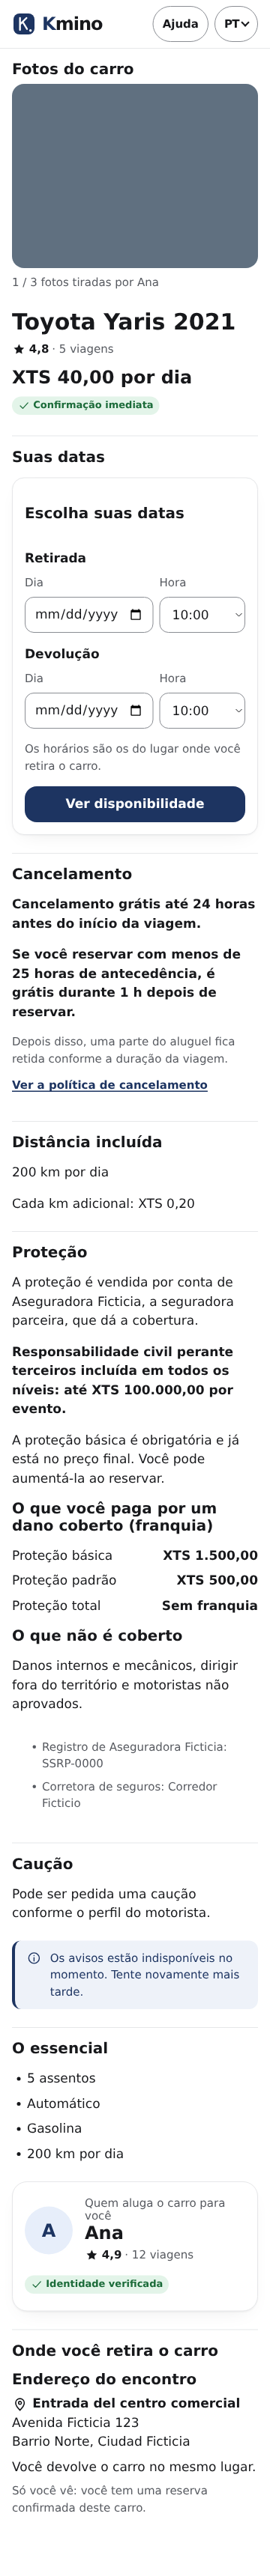 Kmino
Ajuda
PT
Fotos do carro
1 / 3 fotos tiradas por Ana
Toyota Yaris 2021
★ 4,8 · 5 viagens
XTS 40,00 por dia
Confirmação imediata
Suas datas
Escolha suas datas
Retirada
Dia
Hora
mm/dd/yyyy
10:00
Devolução
Dia
Hora
mm/dd/yyyy
10:00
Os horários são os do lugar onde você
retira o carro.
Ver disponibilidade
Cancelamento
Cancelamento grátis até 24 horas
antes do início da viagem.
Se você reservar com menos de
25 horas de antecedência, é
grátis durante 1 h depois de
reservar.
Depois disso, uma parte do aluguel fica
retida conforme a duração da viagem.
Ver a política de cancelamento
Distância incluída
200 km por dia
Cada km adicional: XTS 0,20
Proteção
A proteção é vendida por conta de
Aseguradora Ficticia, a seguradora
parceira, que dá a cobertura.
Responsabilidade civil perante
terceiros incluída em todos os
níveis: até XTS 100.000,00 por
evento.
A proteção básica é obrigatória e já
está no preço final. Você pode
aumentá-la ao reservar.
O que você paga por um
dano coberto (franquia)
Proteção básica XTS 1.500,00
Proteção padrão XTS 500,00
Proteção total Sem franquia
O que não é coberto
Danos internos e mecânicos, dirigir
fora do território e motoristas não
aprovados.
• Registro de Aseguradora Ficticia:
SSRP-0000
• Corretora de seguros: Corredor
Ficticio
Caução
Pode ser pedida uma caução
conforme o perfil do motorista.
Os avisos estão indisponíveis no
momento. Tente novamente mais
tarde.
O essencial
• 5 assentos
• Automático
• Gasolina
• 200 km por dia
A
Quem aluga o carro para
você
Ana
★ 4,9 · 12 viagens
Identidade verificada
Onde você retira o carro
Endereço do encontro
Entrada del centro comercial
Avenida Ficticia 123
Barrio Norte, Ciudad Ficticia
Você devolve o carro no mesmo lugar.
Só você vê: você tem uma reserva
confirmada deste carro.